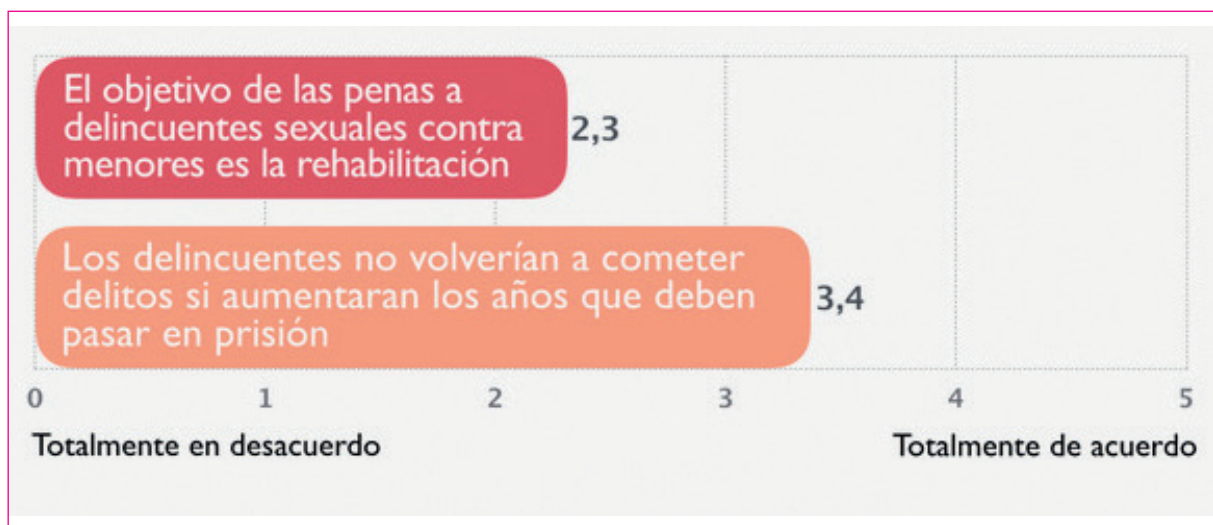 El objetivo de las penas a
delincuentes sexuales contra
menores es la rehabilitación
2,3
Los delincuentes no volverían a cometer
delitos si aumentaran los años que deben
pasar en prisión
3,4
0 1 2 3 4 5
Totalmente en desacuerdo Totalmente de acuerdo